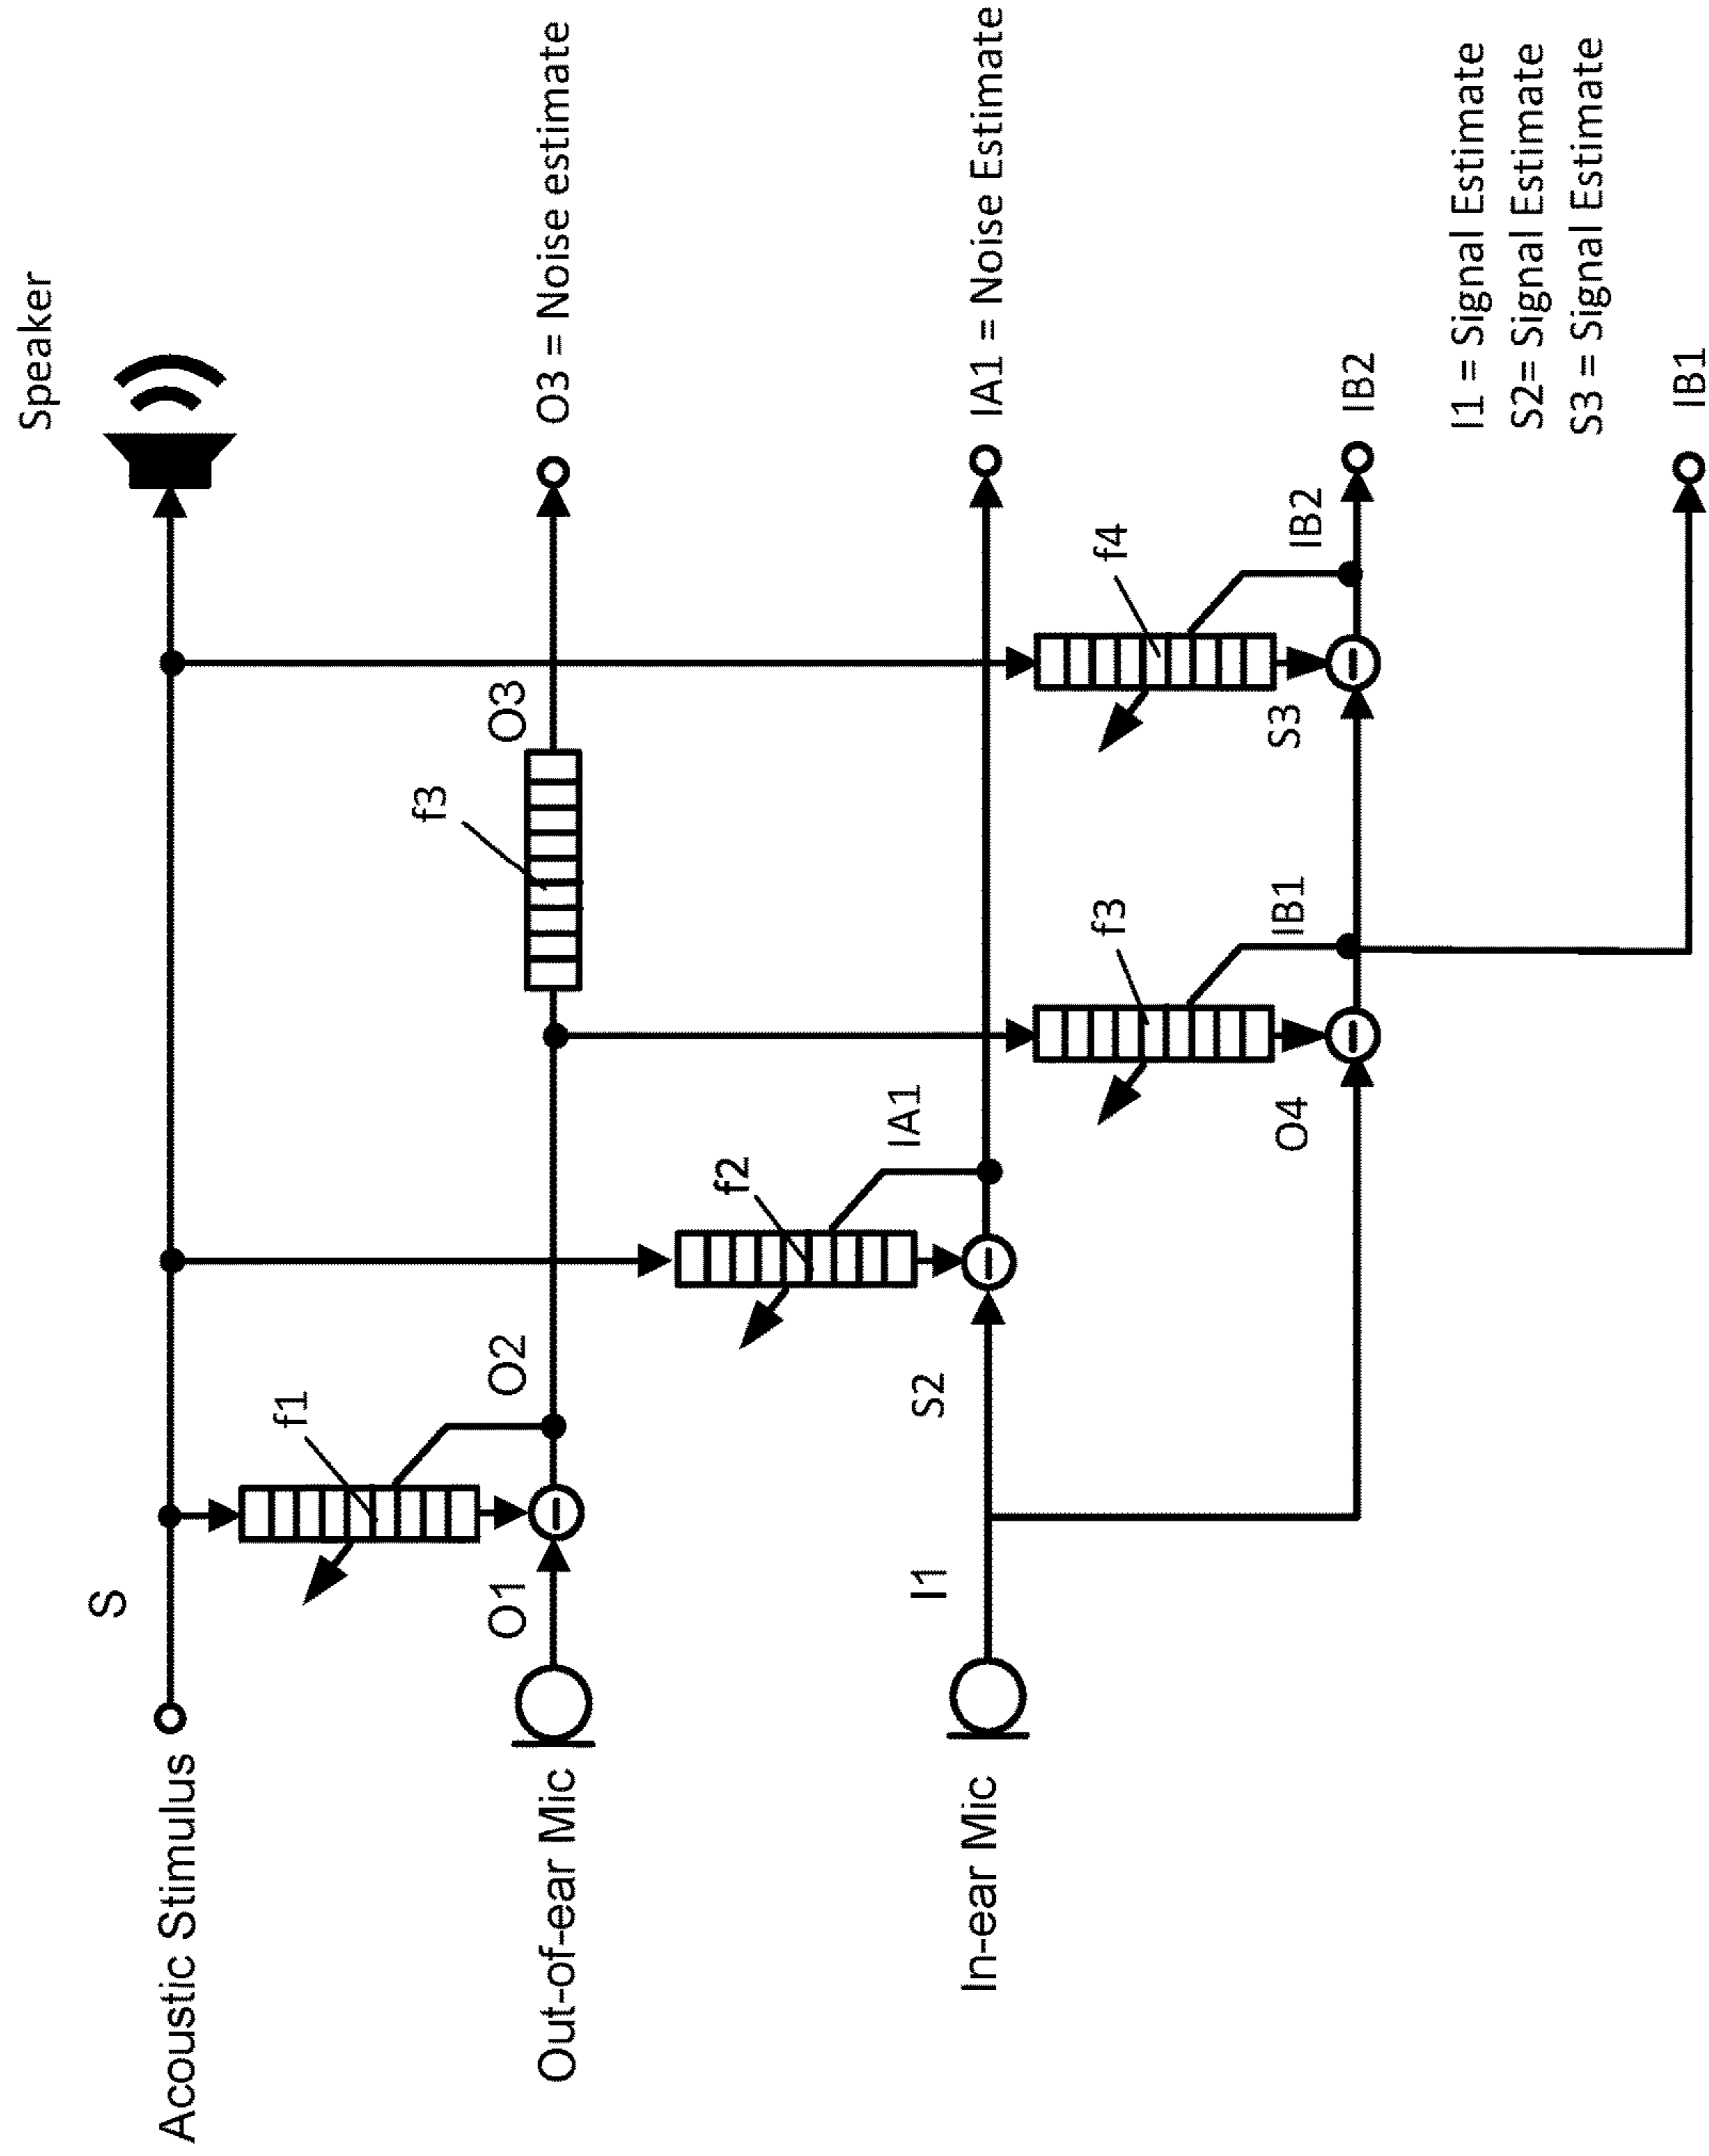 Speaker
S
Acoustic Stimulus
f1
O1
O2
f3
O3
O3 = Noise estimate
Out-of-ear Mic
f2
IA1
IA1 = Noise Estimate
I1
S2
In-ear Mic
f3
f4
O4
IB1
S3
IB2
IB2
I1 = Signal Estimate
S2= Signal Estimate
S3 = Signal Estimate
IB1